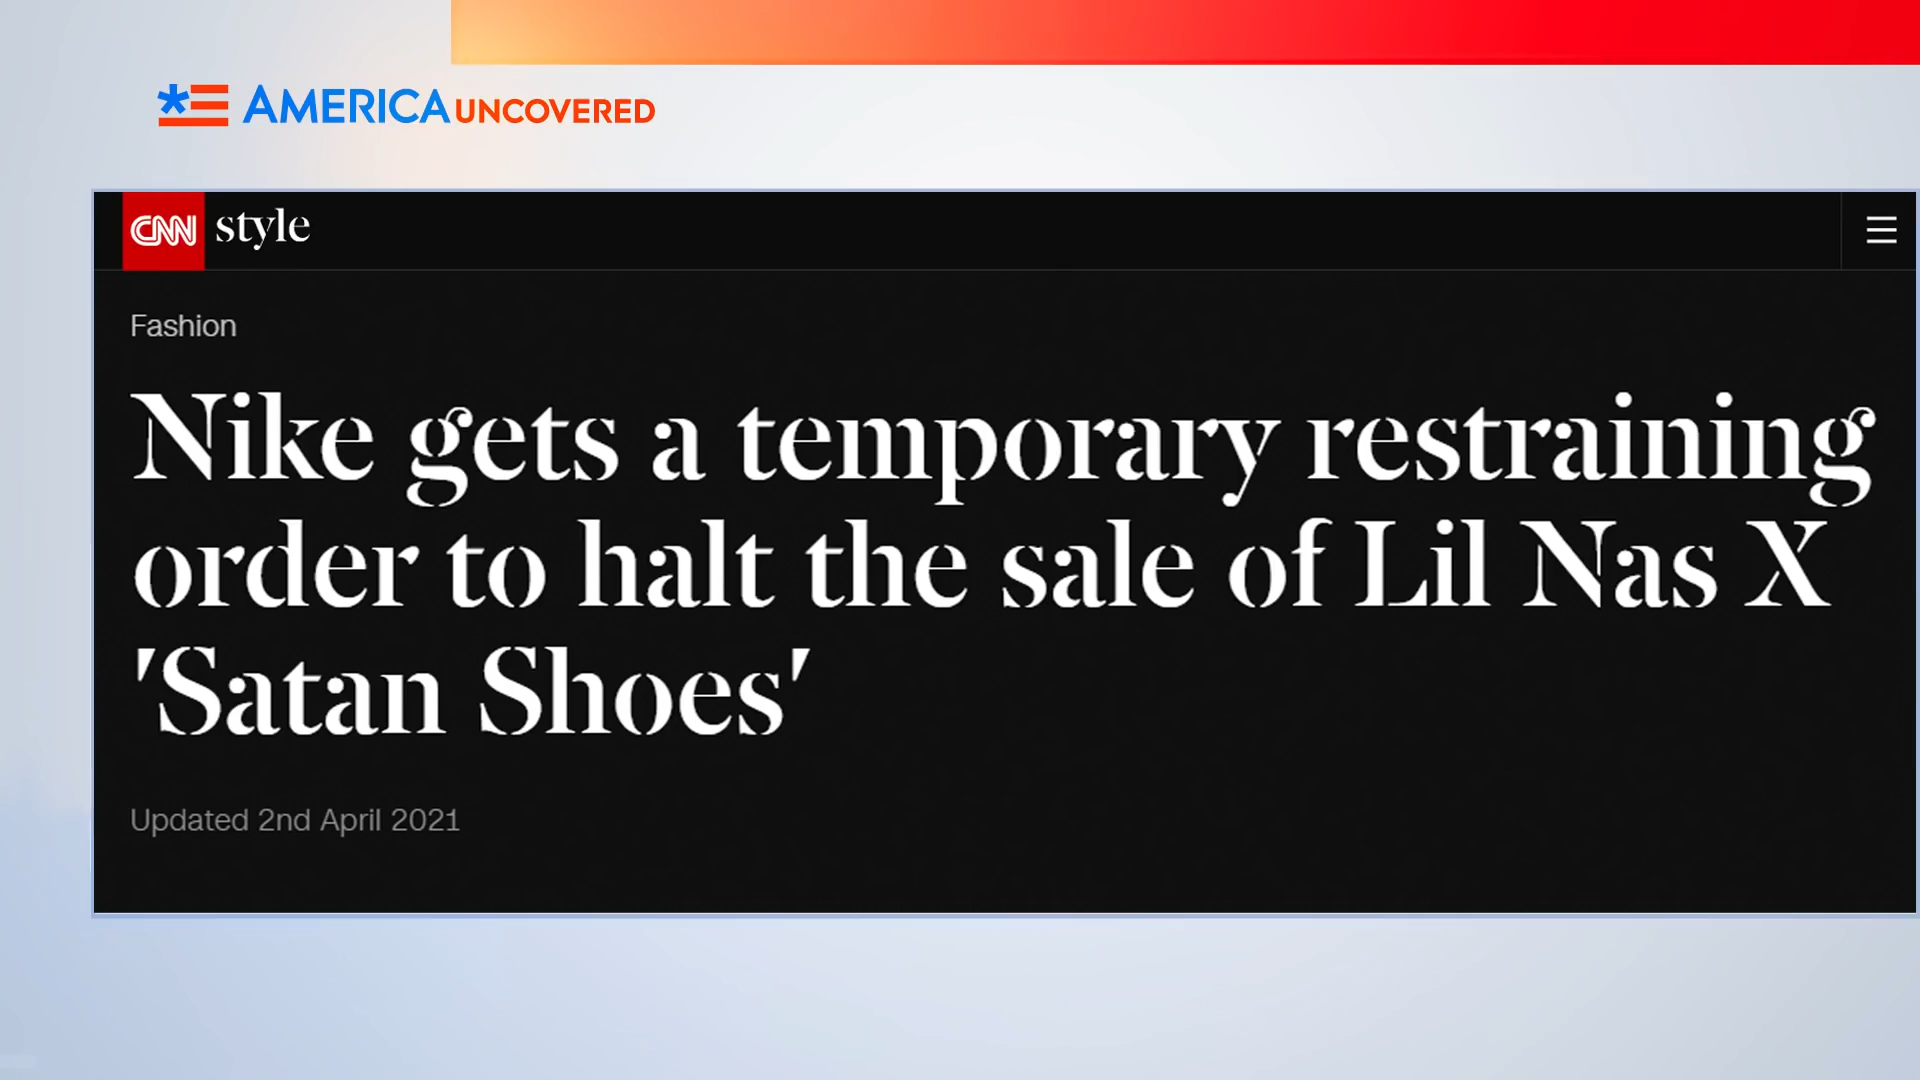 AMERICA UNCOVERED
CNN style
Fashion
Nike gets a temporary restraining
order to halt the sale of Lil Nas X
'Satan Shoes'
Updated 2nd April 2021